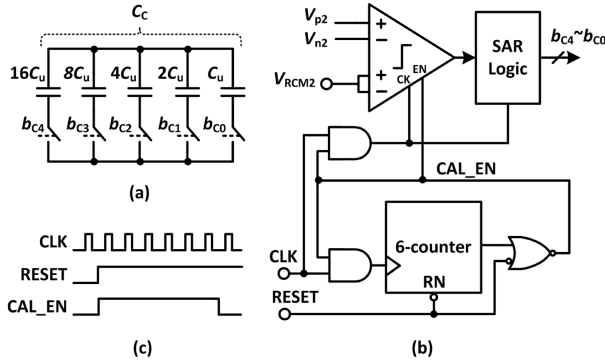 C_C
16C_u 8C_u 4C_u 2C_u C_u
b_C4 b_C3 b_C2 b_C1 b_C0
(a)
CLK
RESET
CAL_EN
(c)
V_p2
V_n2
V_RCM2
+
−
+
−
EN
CK
SAR
Logic
b_C4~b_C0
CAL_EN
6-counter
RN
CLK
RESET
(b)